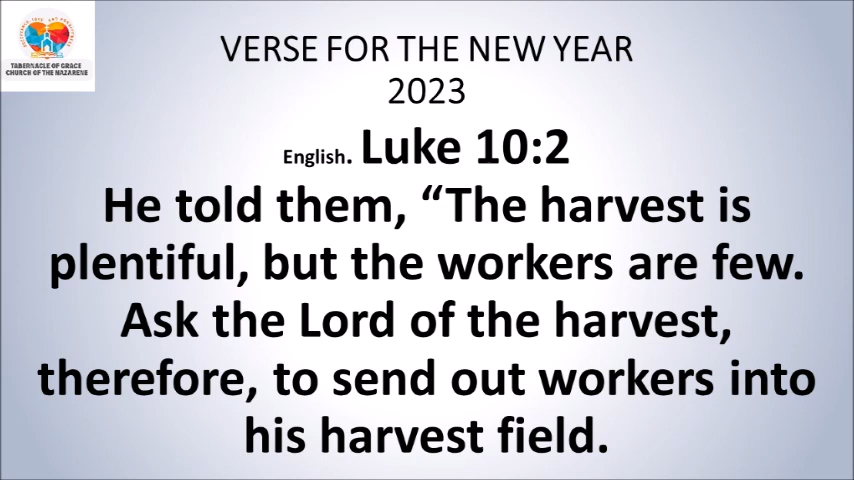 TABERNACLE OF GRACE
CHURCH OF THE NAZARENE
VERSE FOR THE NEW YEAR
2023
English. Luke 10:2
He told them, “The harvest is
plentiful, but the workers are few.
Ask the Lord of the harvest,
therefore, to send out workers into
his harvest field.